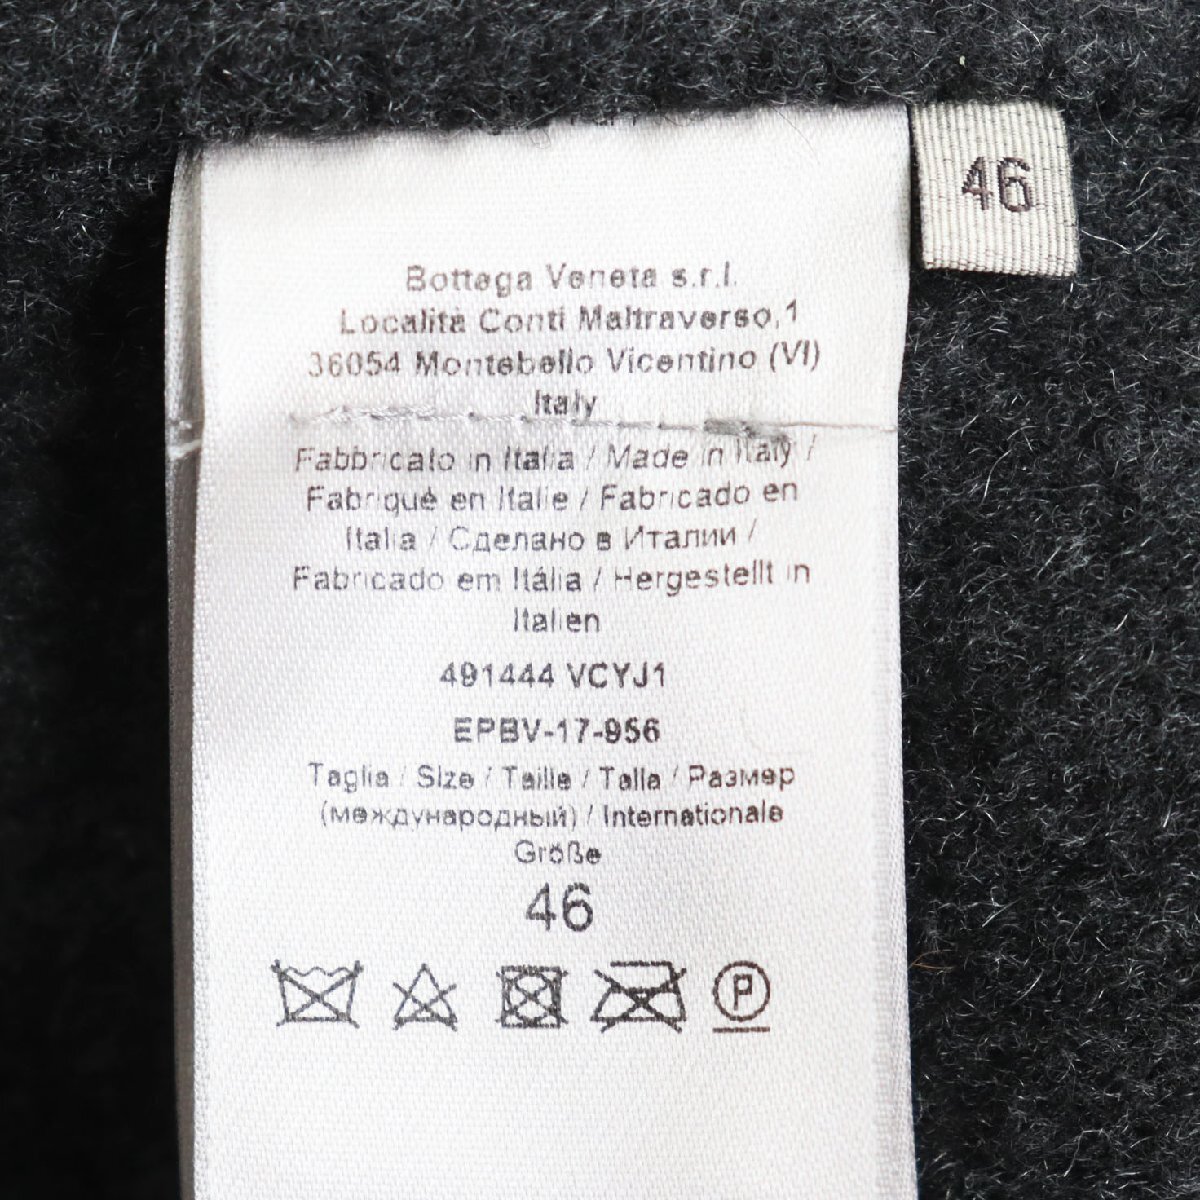 46
Bottega Veneta s.r.l.
Località Conti Maltraverso,1
36054 Montebello Vicentino (VI)
Italy
Fabbricato in Italia / Made in Italy /
Fabriqué en Italie / Fabricado en
Italia / Сделано в Италии /
Fabricado em Itália / Hergestellt in
Italien
491444 VCYJ1
EPBV-17-956
Taglia / Size / Taille / Talla / Размер
(международный) / Internationale
Größe
46
P